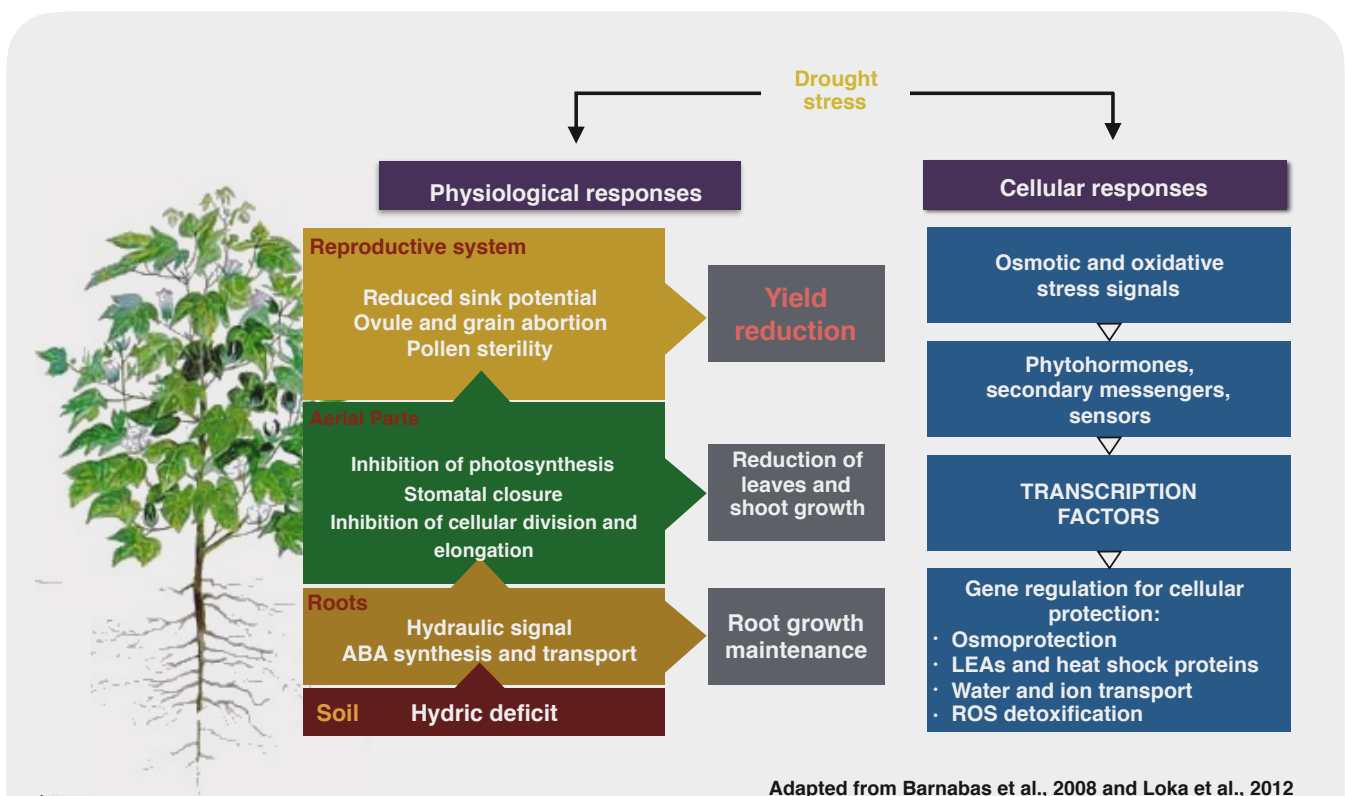 Drought
stress
Physiological responses
Reproductive system
Reduced sink potential
Ovule and grain abortion
Pollen sterility
Yield
reduction
Aerial Parts
Inhibition of photosynthesis
Stomatal closure
Inhibition of cellular division and
elongation
Reduction of
leaves and
shoot growth
Roots
Hydraulic signal
ABA synthesis and transport
Root growth
maintenance
Soil Hydric deficit
Cellular responses
Osmotic and oxidative
stress signals
Phytohormones,
secondary messengers,
sensors
TRANSCRIPTION
FACTORS
Gene regulation for cellular
protection:
· Osmoprotection
· LEAs and heat shock proteins
· Water and ion transport
· ROS detoxification
Adapted from Barnabas et al., 2008 and Loka et al., 2012